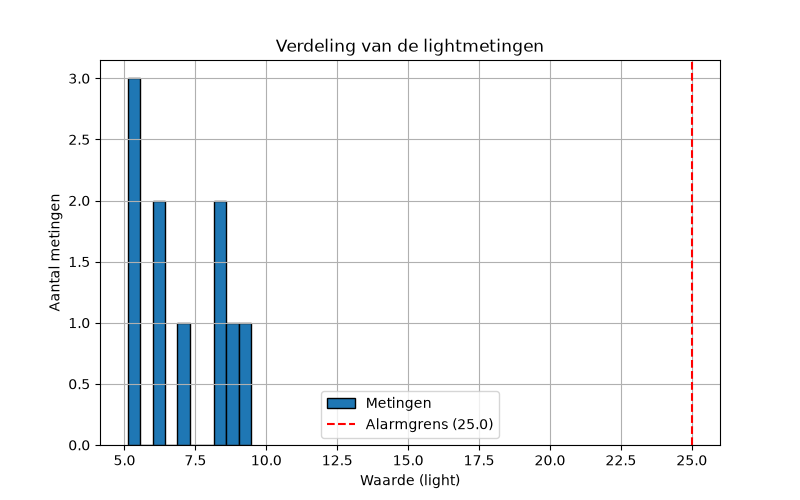 Verdeling van de lightmetingen
Aantal metingen
3.0
2.5
2.0
1.5
1.0
0.5
0.0
Metingen
Alarmgrens (25.0)
5.0 7.5 10.0 12.5 15.0 17.5 20.0 22.5 25.0
Waarde (light)